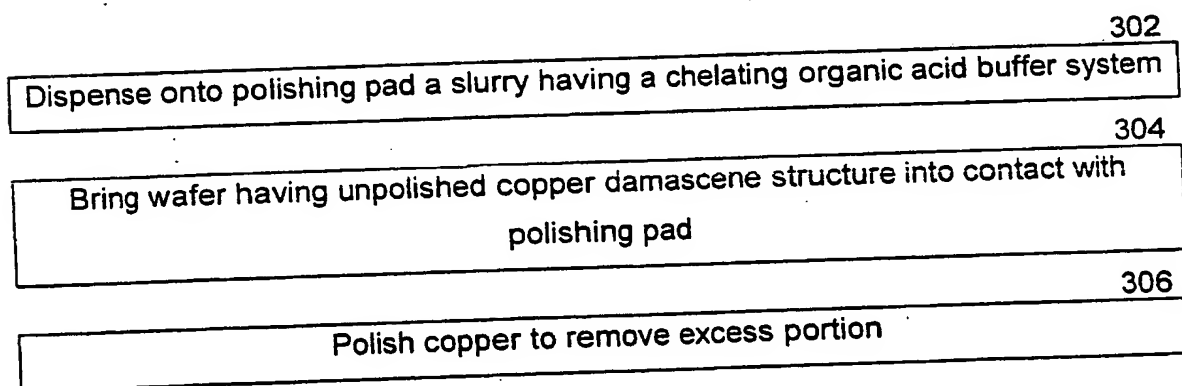 302
Dispense onto polishing pad a slurry having a chelating organic acid buffer system
304
Bring wafer having unpolished copper damascene structure into contact with
polishing pad
306
Polish copper to remove excess portion